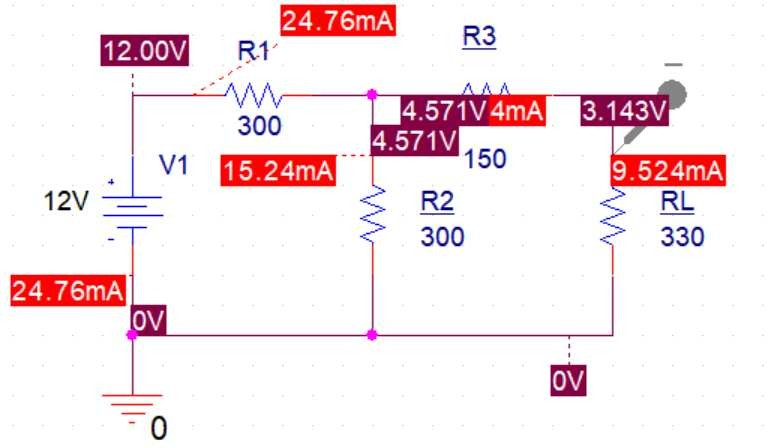 24.76mA
12.00V
R1
R3
4.571V
4mA
3.143V
300
4.571V
150
V1
15.24mA
9.524mA
+
12V
R2
RL
300
330
-
24.76mA
0V
0V
0